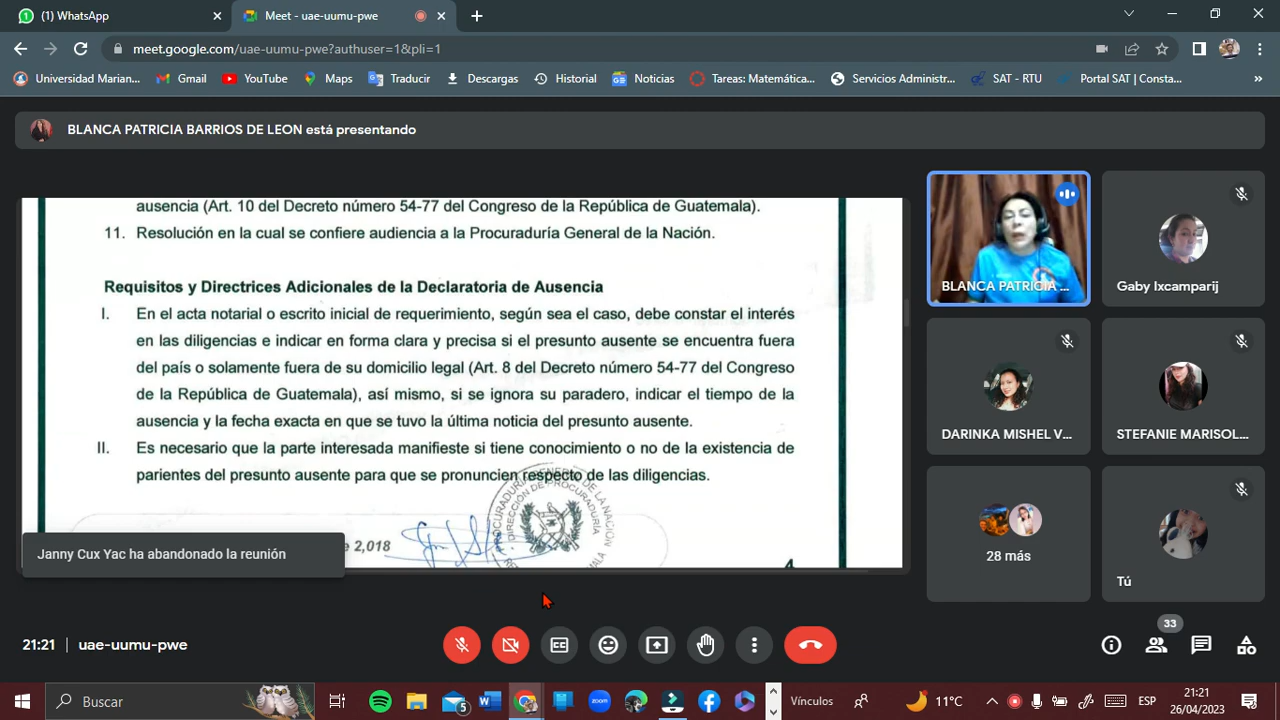 (1) WhatsApp
Meet - uae-uumu-pwe
meet.google.com/uae-uumu-pwe?authuser=1&pli=1
Universidad Marian... Gmail YouTube Maps Traducir Descargas Historial Noticias Tareas: Matemática... Servicios Administr... SAT - RTU Portal SAT | Consta... »
BLANCA PATRICIA BARRIOS DE LEON está presentando
ausencia (Art. 10 del Decreto número 54-77 del Congreso de la República de Guatemala).
11. Resolución en la cual se confiere audiencia a la Procuraduría General de la Nación.
Requisitos y Directrices Adicionales de la Declaratoria de Ausencia
I. En el acta notarial o escrito inicial de requerimiento, según sea el caso, debe constar el interés
en las diligencias e indicar en forma clara y precisa si el presunto ausente se encuentra fuera
del país o solamente fuera de su domicilio legal (Art. 8 del Decreto número 54-77 del Congreso
de la República de Guatemala), así mismo, si se ignora su paradero, indicar el tiempo de la
ausencia y la fecha exacta en que se tuvo la última noticia del presunto ausente.
II. Es necesario que la parte interesada manifieste si tiene conocimiento o no de la existencia de
parientes del presunto ausente para que se pronuncien respecto de las diligencias.
PROCURADURIA GENERAL DE LA NACIÓN
DIRECCIÓN DE PROCURADURÍA
2,018
4
Janny Cux Yac ha abandonado la reunión
BLANCA PATRICIA ...
Gaby Ixcamparij
DARINKA MISHEL V...
STEFANIE MARISOL...
28 más
Tú
21:21 | uae-uumu-pwe
33
Buscar
5
Vínculos
11°C
ESP
21:21
26/04/2023